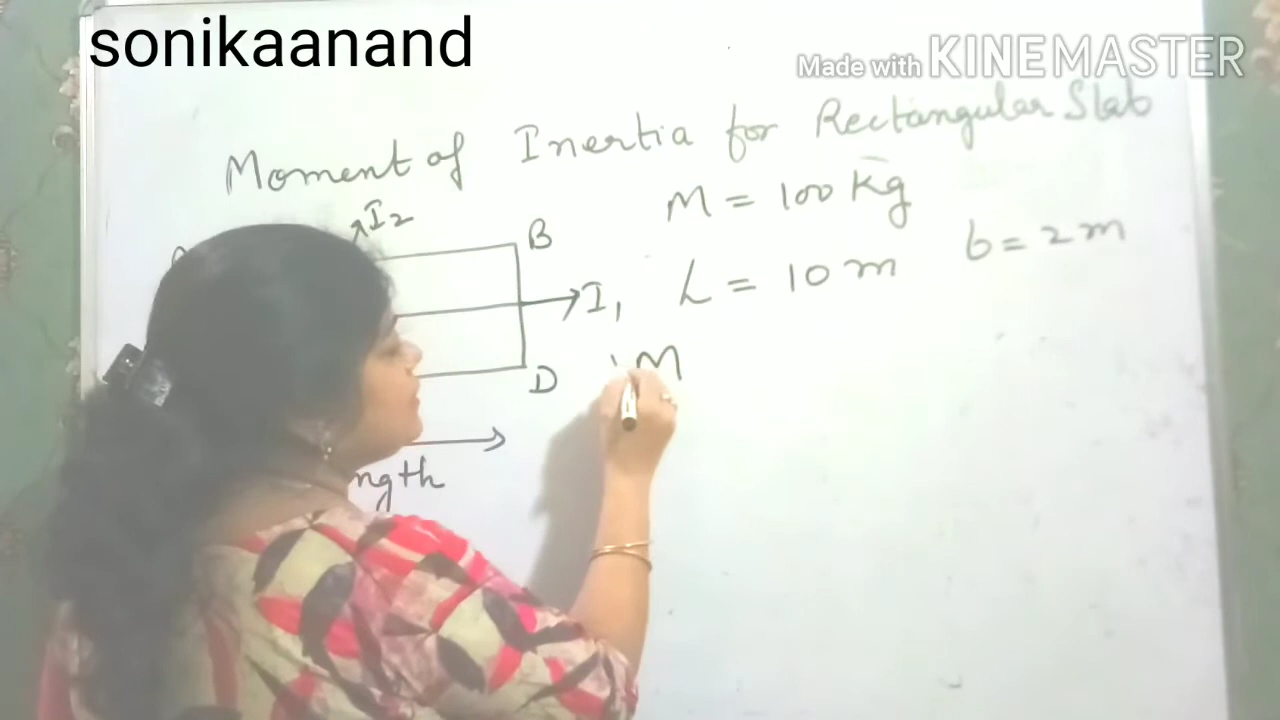 sonikaanand
Made with KINEMASTER
Moment of Inertia for Rectangular Slab
M = 100 Kg
I2
B
b = 2 m
L = 10 m
I1
M
D
ngth